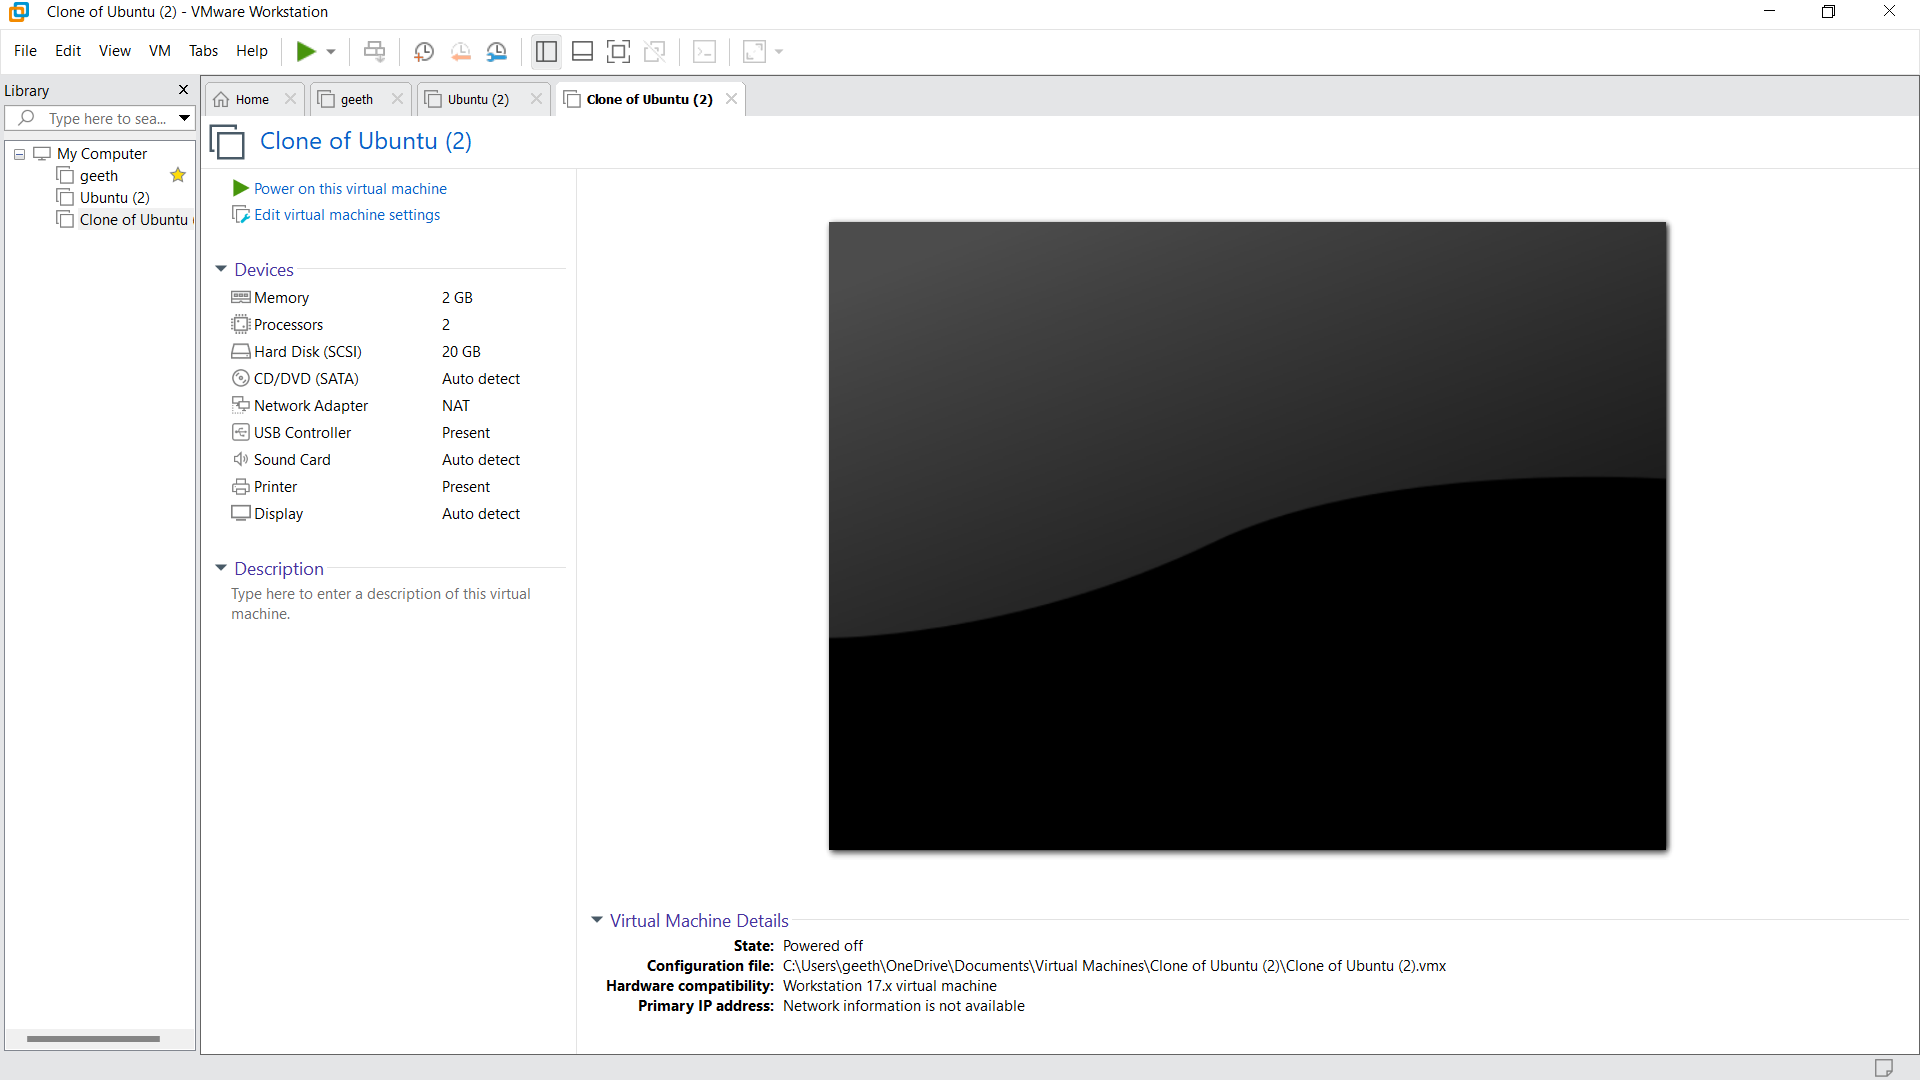 Clone of Ubuntu (2) - VMware Workstation
File Edit View VM Tabs Help
Library
Type here to sea...
My Computer
geeth
Ubuntu (2)
Clone of Ubuntu
Home
geeth
Ubuntu (2)
Clone of Ubuntu (2)
Clone of Ubuntu (2)
Power on this virtual machine
Edit virtual machine settings
Devices
Memory 2 GB
Processors 2
Hard Disk (SCSI) 20 GB
CD/DVD (SATA) Auto detect
Network Adapter NAT
USB Controller Present
Sound Card Auto detect
Printer Present
Display Auto detect
Description
Type here to enter a description of this virtual
machine.
Virtual Machine Details
State: Powered off
Configuration file: C:\Users\geeth\OneDrive\Documents\Virtual Machines\Clone of Ubuntu (2)\Clone of Ubuntu (2).vmx
Hardware compatibility: Workstation 17.x virtual machine
Primary IP address: Network information is not available